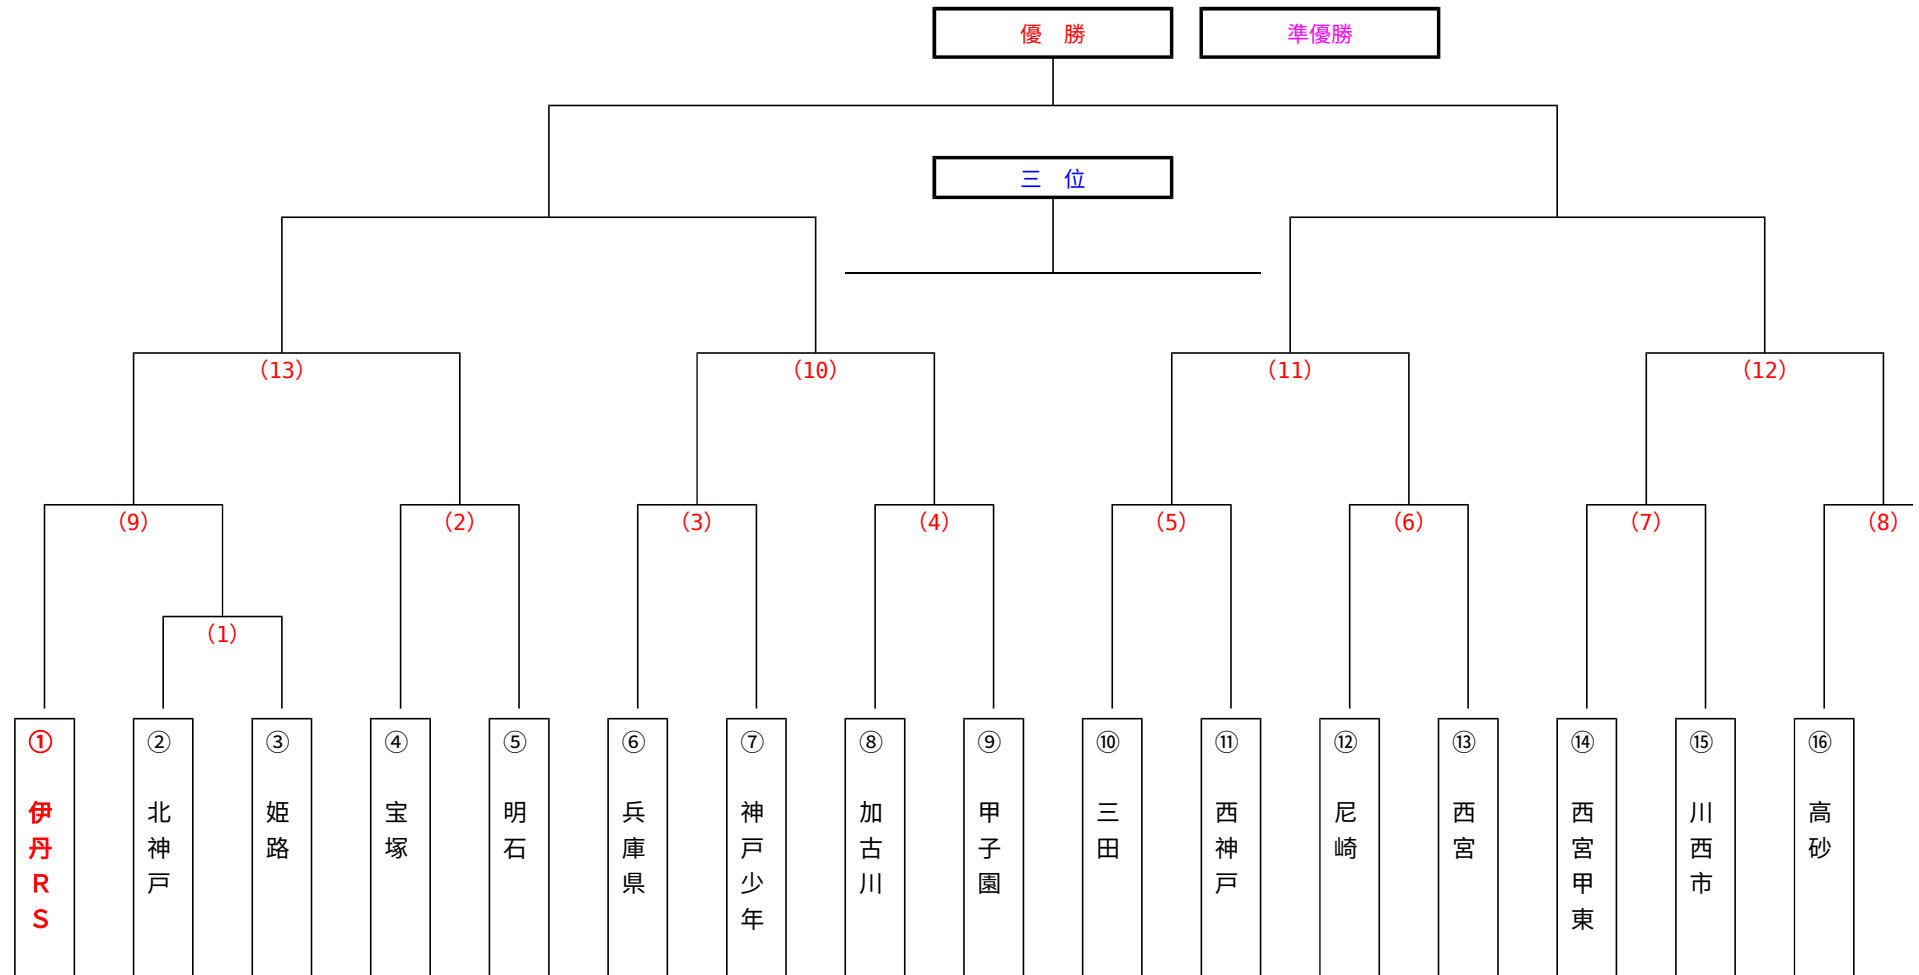 優　勝
準優勝
三　位
(13)
(10)
(11)
(12)
(9)
(2)
(3)
(4)
(5)
(6)
(7)
(8)
(1)
① 伊丹ＲＳ
② 北神戸
③ 姫路
④ 宝塚
⑤ 明石
⑥ 兵庫県
⑦ 神戸少年
⑧ 加古川
⑨ 甲子園
⑩ 三田
⑪ 西神戸
⑫ 尼崎
⑬ 西宮
⑭ 西宮甲東
⑮ 川西市
⑯ 高砂